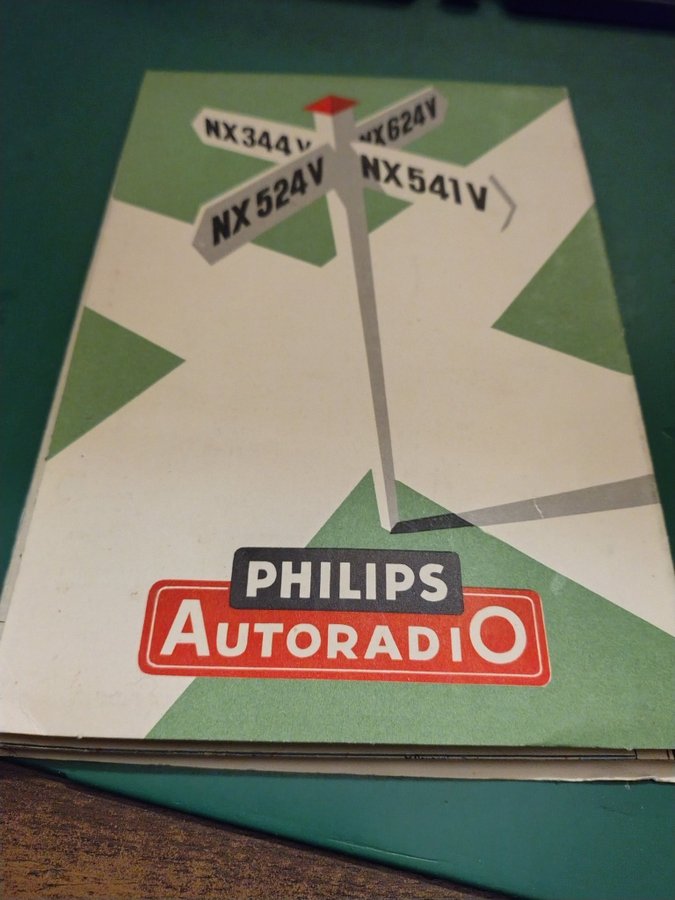 NX344V
NX624V
NX524V
NX541V
PHILIPS
AUTORADIO